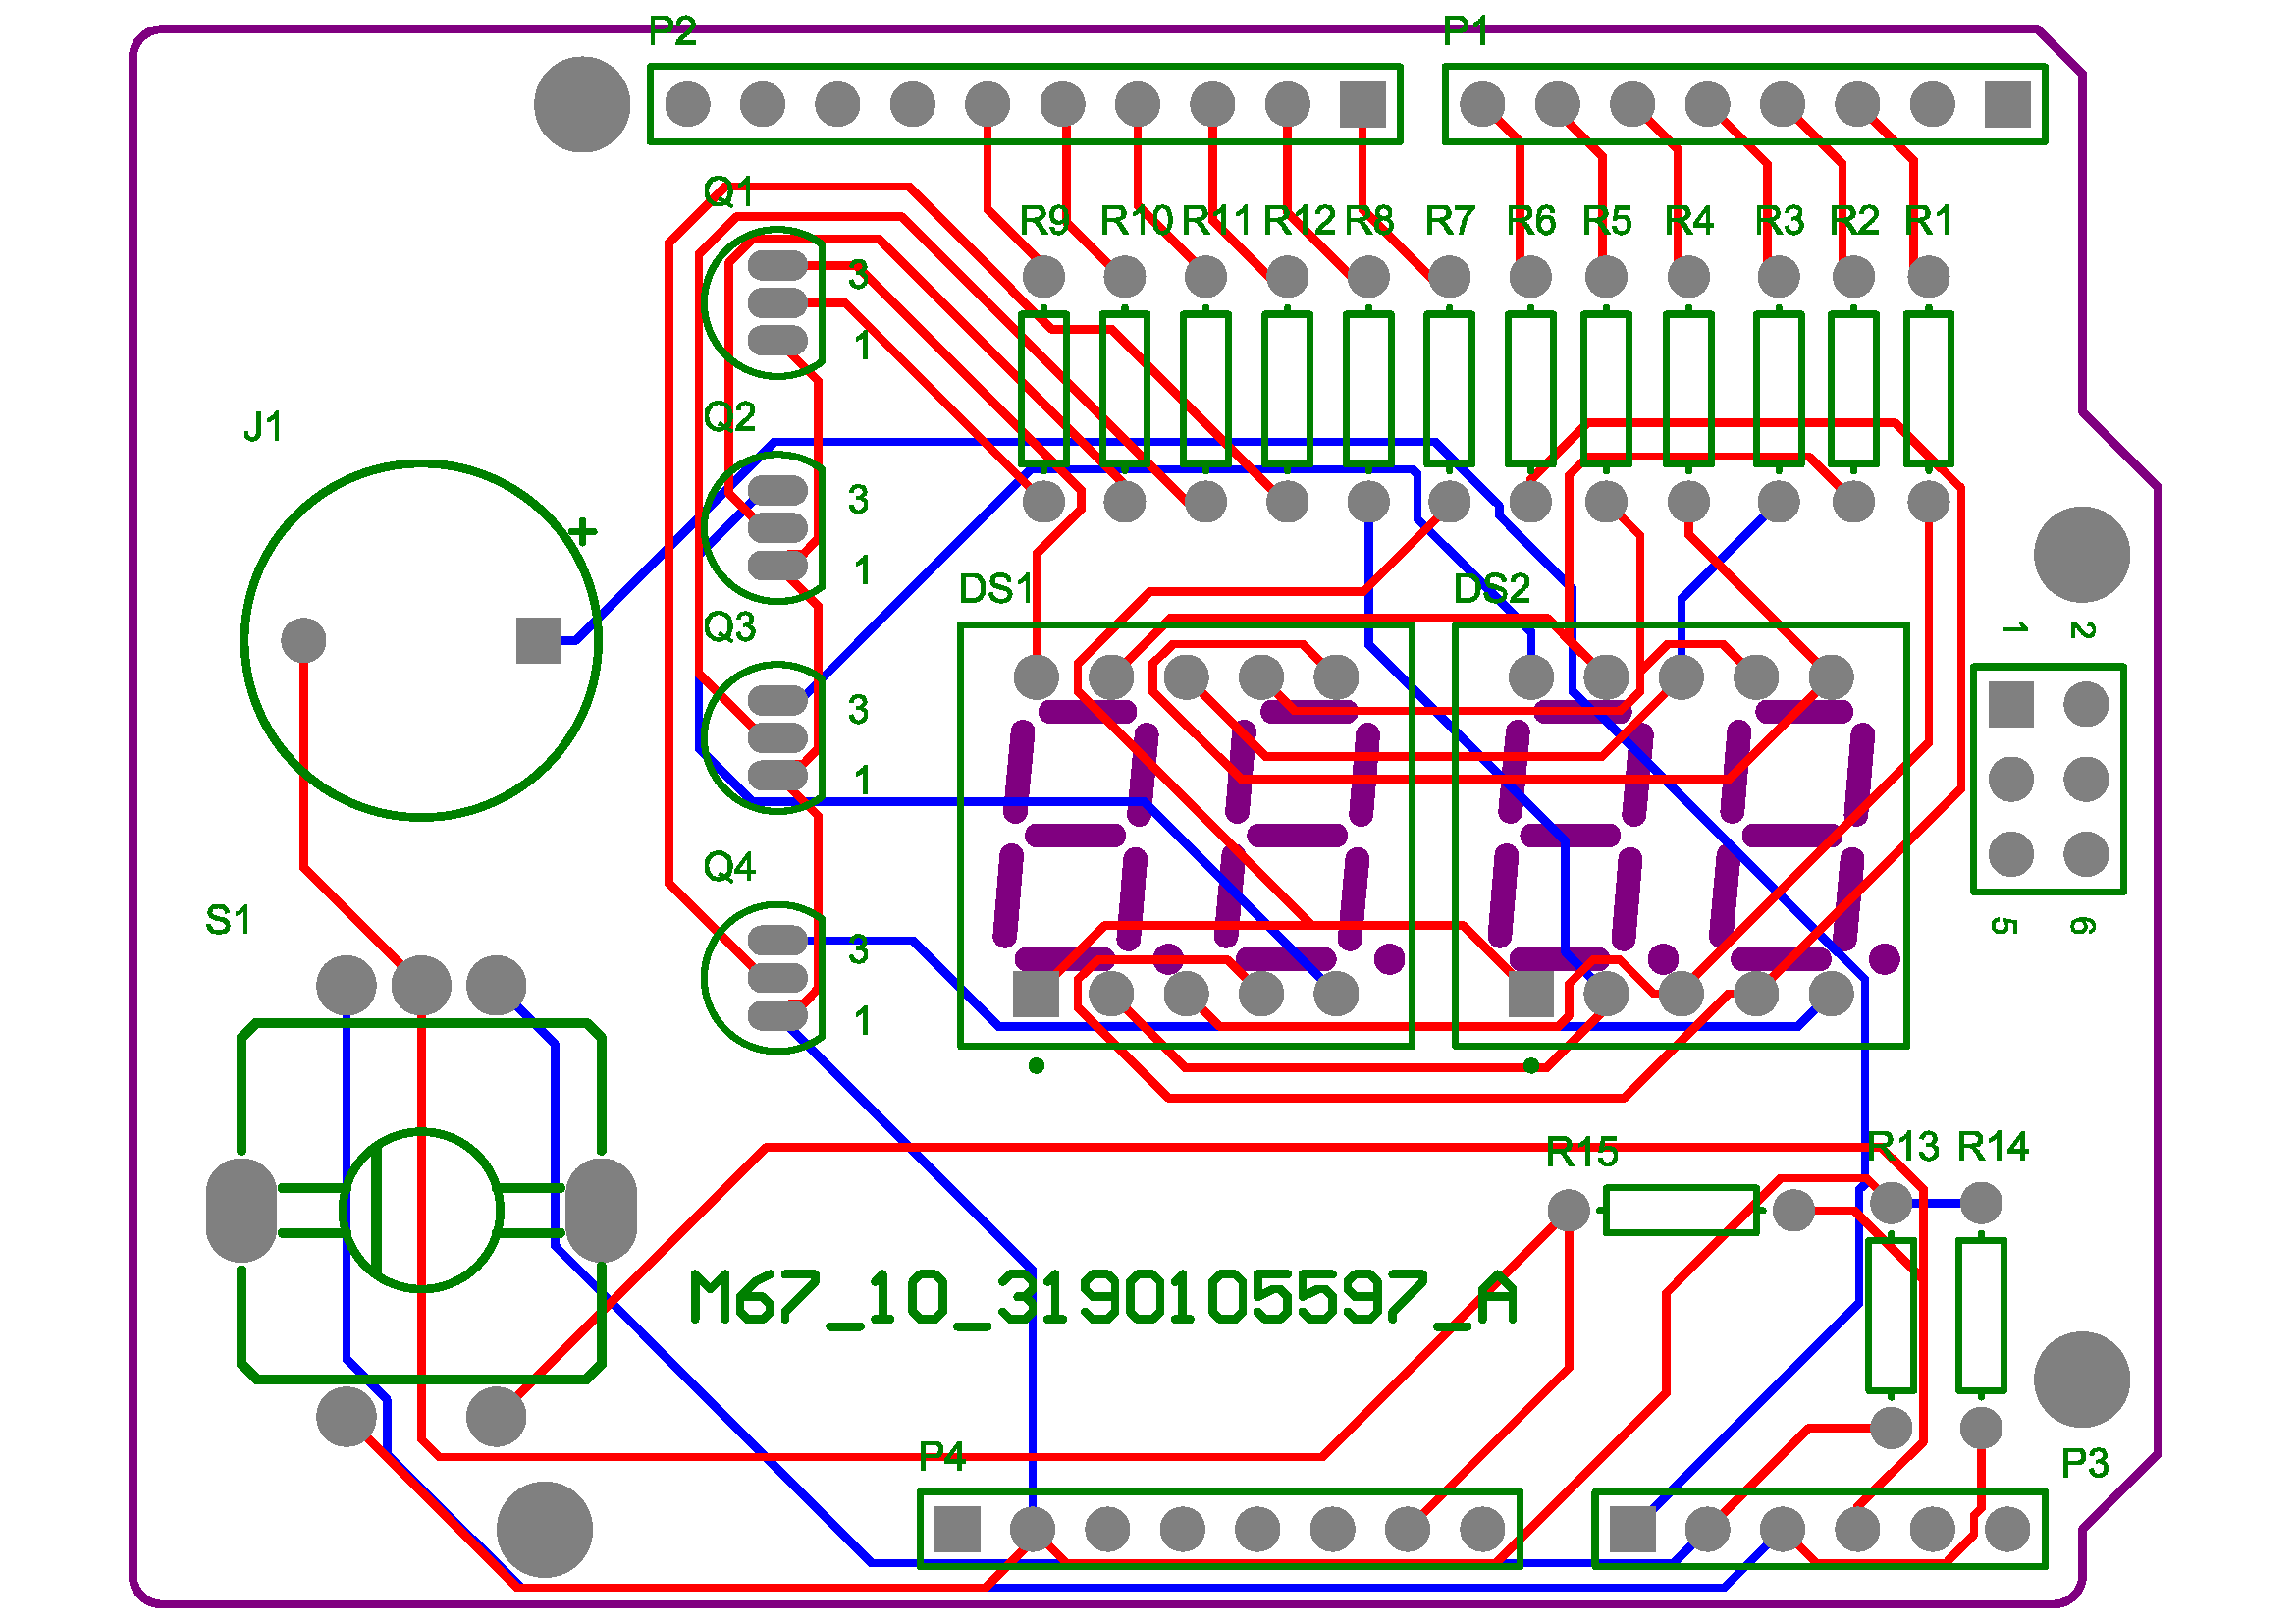 P2 P1
Q1
R9 R10 R11 R12 R8 R7 R6 R5 R4 R3 R2 R1
3
1
J1
Q2
3
1
DS1 DS2
Q3
1 2
+
3
1
Q4
S1
5 6
3
1
R15 R13 R14
M67_10_3190105597_A
P4 P3